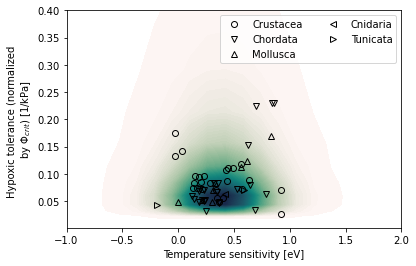 Hypoxic tolerance (normalized
by Φcrit) [1/kPa]
0.40
0.35
0.30
0.25
0.20
0.15
0.10
0.05
Crustacea
Chordata
Mollusca
Cnidaria
Tunicata
−1.0 −0.5 0.0 0.5 1.0 1.5 2.0
Temperature sensitivity [eV]